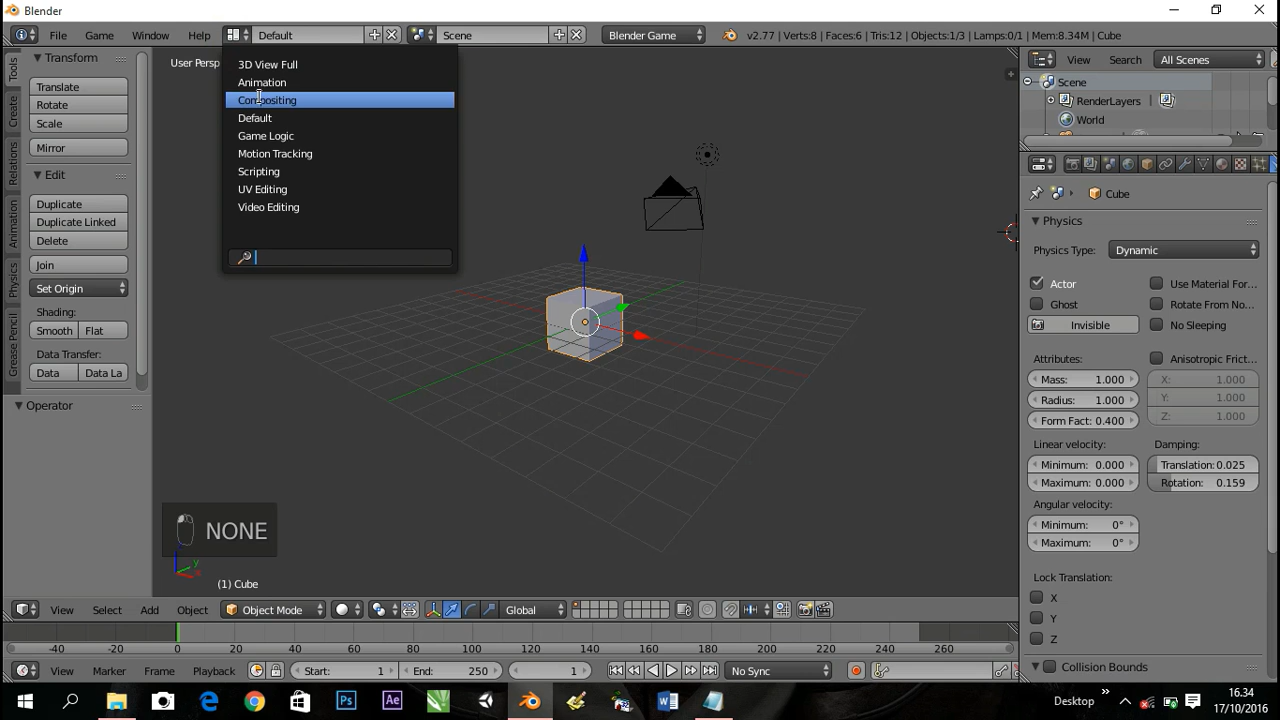 Blender
File Game Window Help Default Scene Blender Game v2.77 | Verts:8 | Faces:6 | Tris:12 | Objects:1/3 | Lamps:0/1 | Mem:8.34M | Cube
Transform
Translate
Rotate
Scale
Mirror
Edit
Duplicate
Duplicate Linked
Delete
Join
Set Origin
Shading:
Smooth Flat
Data Transfer:
Data Data La
Operator
Tools
Create
Relations
Animation
Physics
Grease Pencil
User Persp
3D View Full
Animation
Compositing
Default
Game Logic
Motion Tracking
Scripting
UV Editing
Video Editing
NONE
(1) Cube
View Search All Scenes
Scene
RenderLayers
World
Cube
Physics
Physics Type: Dynamic
Actor Use Material For...
Ghost Rotate From No...
Invisible No Sleeping
Attributes: Anisotropic Frict...
Mass: 1.000 X: 1.000
Radius: 1.000 Y: 1.000
Form Fact: 0.400 Z: 1.000
Linear velocity: Damping:
Minimum: 0.000 Translation: 0.025
Maximum: 0.000 Rotation: 0.159
Angular velocity:
Minimum: 0°
Maximum: 0°
Lock Translation:
X
Y
Z
Collision Bounds
View Select Add Object Object Mode Global
-40 -20 0 20 40 60 80 100 120 140 160 180 200 220 240 260
View Marker Frame Playback Start: 1 End: 250 1 No Sync
Ps Ae Desktop 16.34
17/10/2016